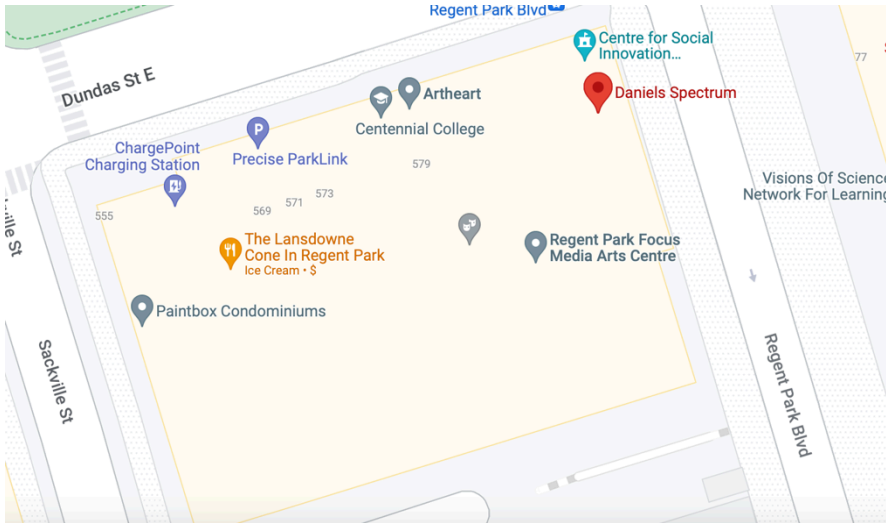 Regent Park Blvd
Centre for Social
Innovation...
Dundas St E
Artheart
Daniels Spectrum
77
ChargePoint
Charging Station
Centennial College
Precise ParkLink
579
Visions Of Science
Network For Learning
573
571
569
555
The Lansdowne
Cone In Regent Park
Ice Cream • $
Regent Park Focus
Media Arts Centre
Paintbox Condominiums
Sackville St
Regent Park Blvd